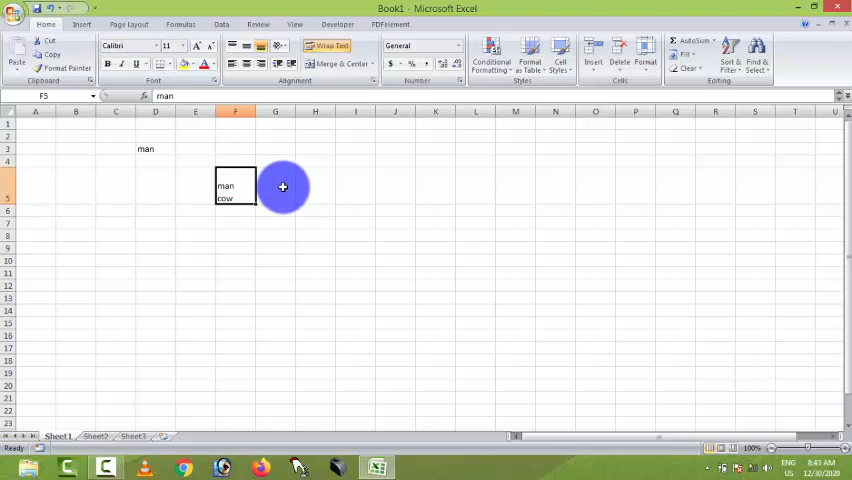 Book1 - Microsoft Excel
Home Insert Page Layout Formulas Data Review View Developer PDFelement
Paste
Cut
Copy
Format Painter
Clipboard
Calibri 11
B I U
Font
Wrap Text
Merge & Center
Alignment
General
$ % ,
Number
Conditional Formatting
Format as Table
Cell Styles
Styles
Insert Delete Format
Cells
Σ AutoSum
Fill
Clear
Sort & Filter
Find & Select
Editing
F5 fx man
A B C D E F G H I J K L M N O P Q R S T U
1
2
3 man
4
5 man
cow
6
7
8
9
10
11
12
13
14
15
16
17
18
19
20
21
22
23
Sheet1 Sheet2 Sheet3
Ready 100%
ENG 8:43 AM
US 12/30/2020